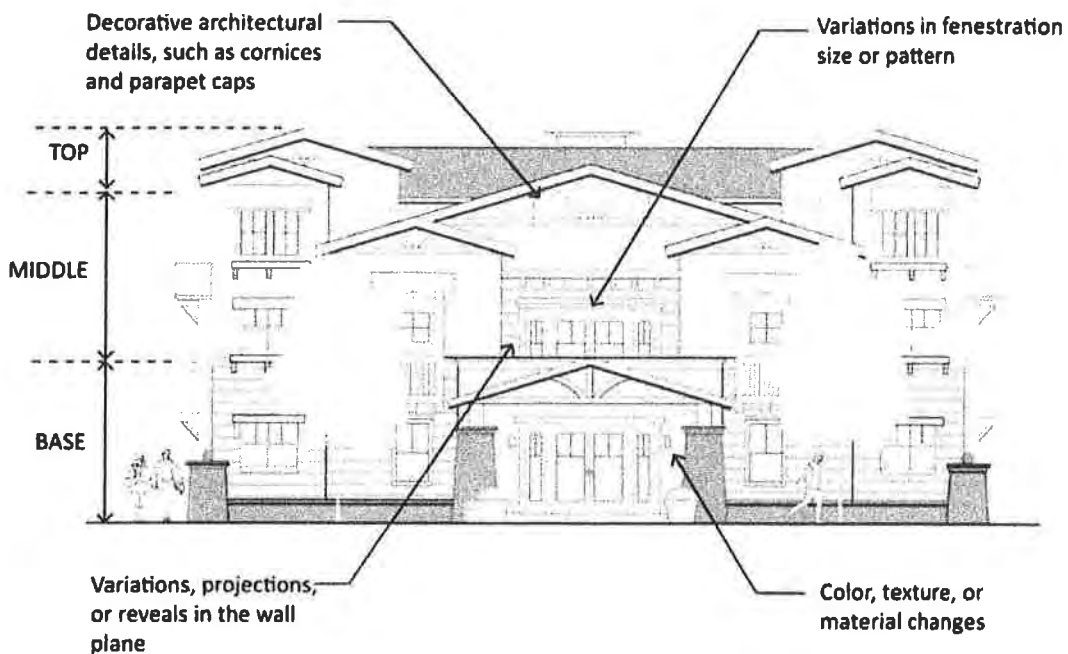 Decorative architectural
details, such as cornices
and parapet caps
Variations in fenestration
size or pattern
TOP
MIDDLE
BASE
Variations, projections,
or reveals in the wall
plane
Color, texture, or
material changes